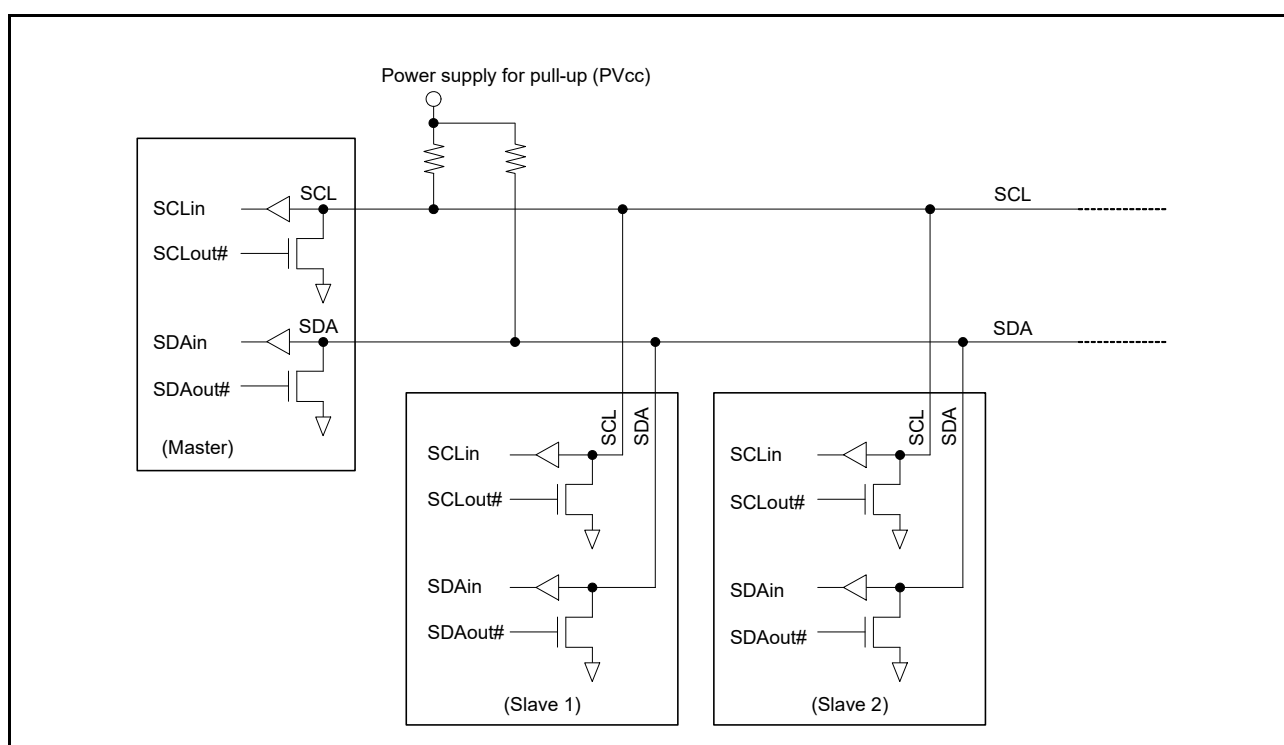 Power supply for pull-up (PVcc)
SCL
SCLin
SCL
SCLout#
SDA
SDAin
SDA
SDAout#
(Master)
SCL
SDA
SCLin
SCLout#
SDAin
SDAout#
(Slave 1)
SCL
SDA
SCLin
SCLout#
SDAin
SDAout#
(Slave 2)